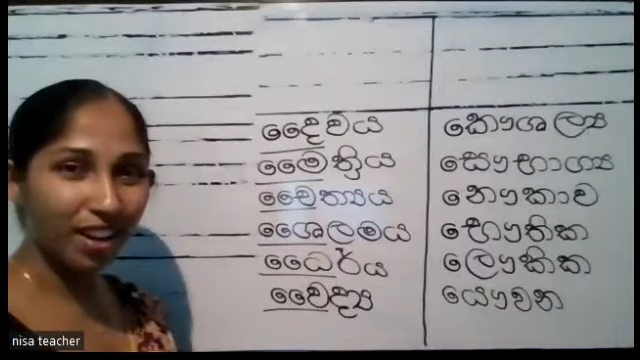 දෛවය කෞශල්‍ය
මෛත්‍රිය සෞභාග්‍ය
චෛත්‍යය නෞකාව
ශෛලමය භෞතික
ධෛර්ය ලෞකික
වෛද්‍ය යෞවන
nisa teacher